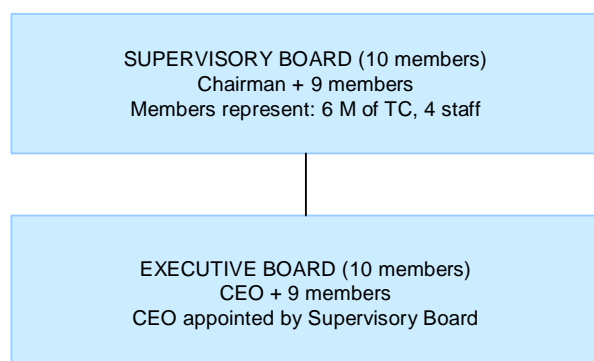 SUPERVISORY BOARD (10 members)
Chairman + 9 members
Members represent: 6 M of TC, 4 staff
EXECUTIVE BOARD (10 members)
CEO + 9 members
CEO appointed by Supervisory Board